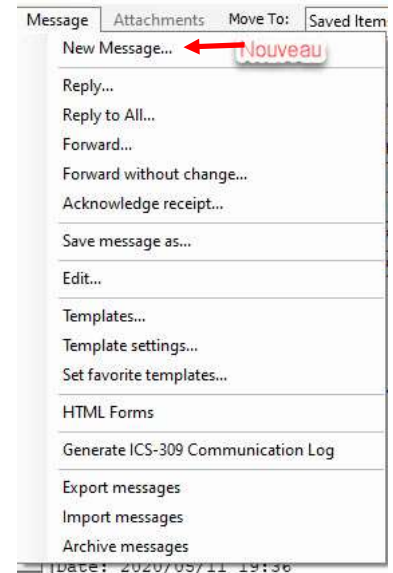 Message Attachments Move To: Saved Item
New Message... Nouveau
Reply...
Reply to All...
Forward...
Forward without change...
Acknowledge receipt...
Save message as...
Edit...
Templates...
Template settings...
Set favorite templates...
HTML Forms
Generate ICS-309 Communication Log
Export messages
Import messages
Archive messages
Date: 2020/05/11 19:36